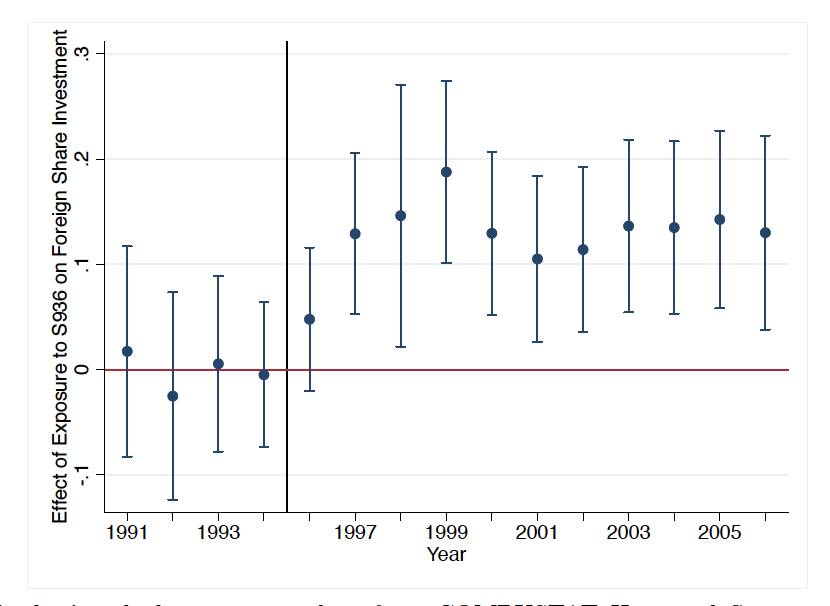 Effect of Exposure to S936 on Foreign Share Investment
.3
.2
.1
0
-.1
1991 1993 1997 1999 2001 2003 2005
Year